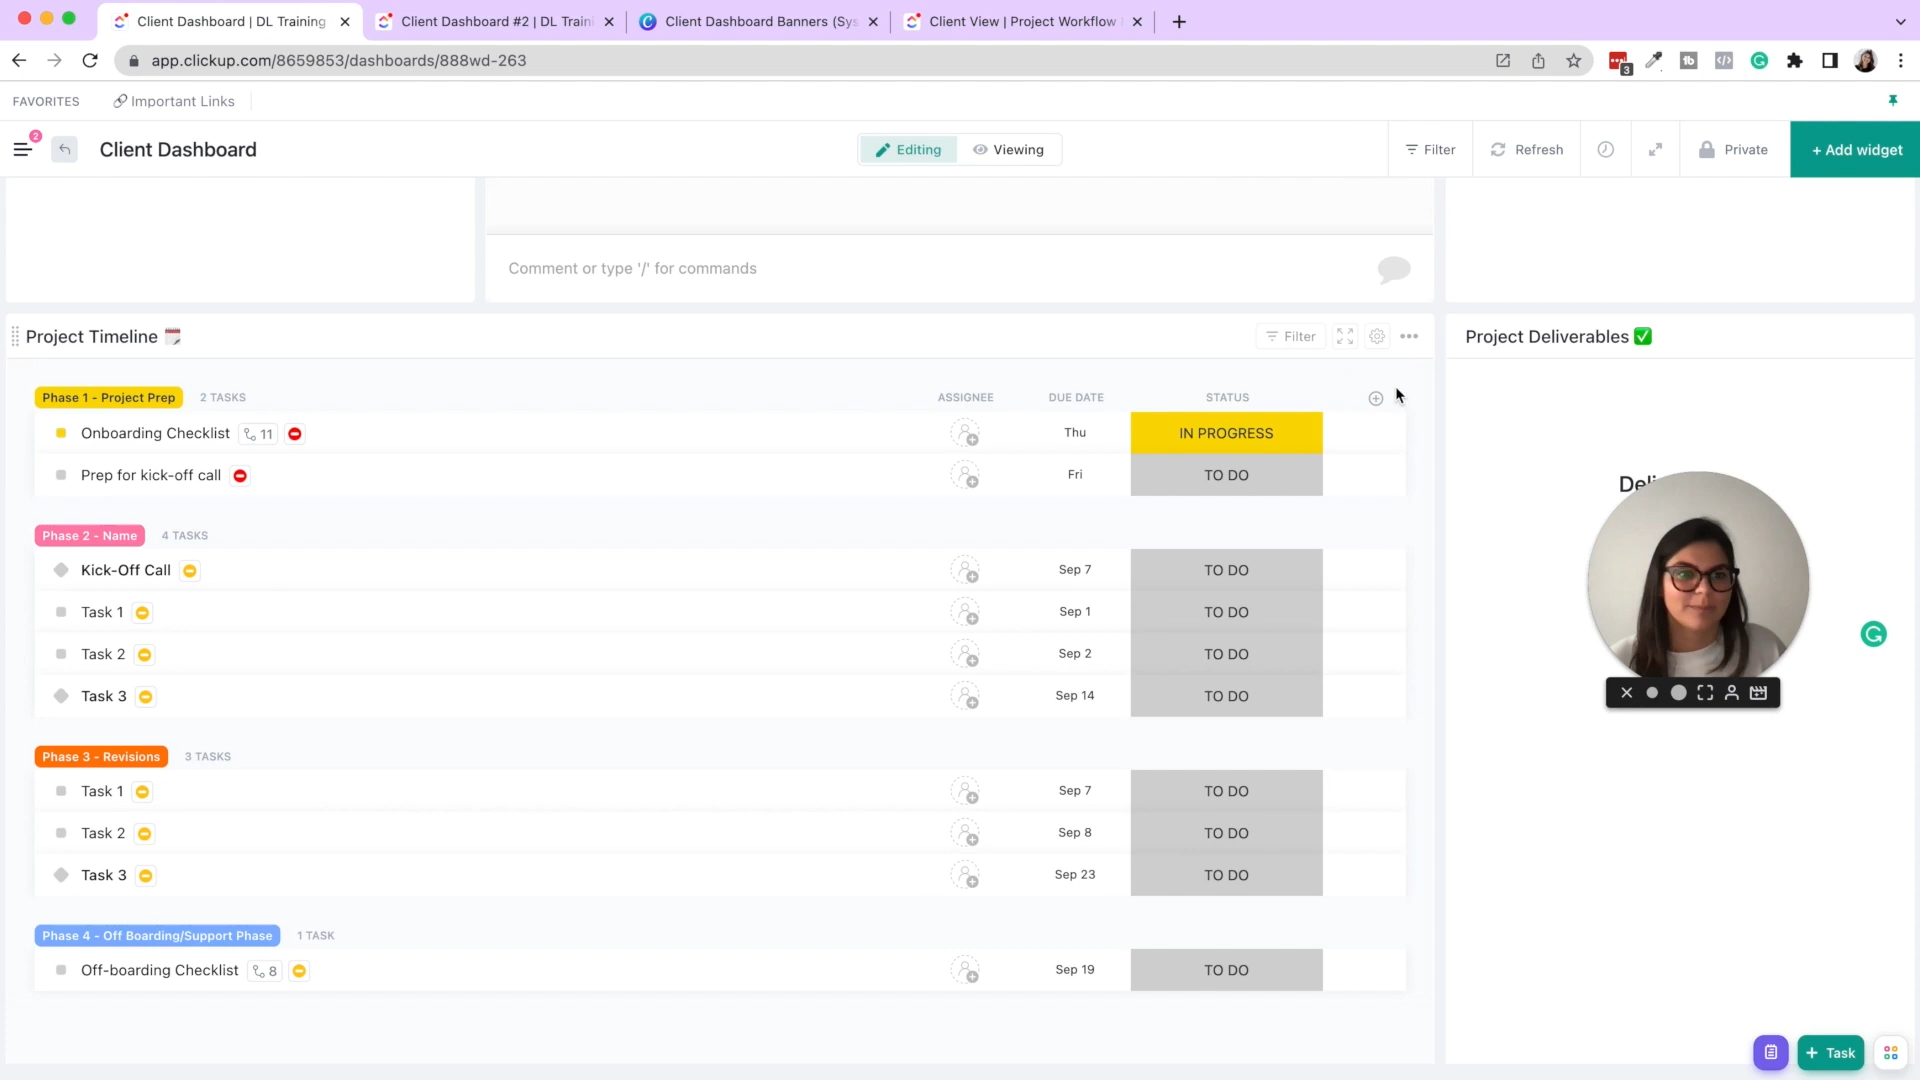 Client Dashboard | DL Training
Client Dashboard #2 | DL Traini
Client Dashboard Banners (Sys
Client View | Project Workflow
app.clickup.com/8659853/dashboards/888wd-263
3
FAVORITES
Important Links
2
Client Dashboard
Editing
Viewing
Filter
Refresh
Private
+ Add widget
Comment or type '/' for commands
Project Timeline
Filter
Project Deliverables
Phase 1 - Project Prep
2 TASKS
ASSIGNEE
DUE DATE
STATUS
Onboarding Checklist
11
Thu
IN PROGRESS
Prep for kick-off call
Fri
TO DO
Phase 2 - Name
4 TASKS
Kick-Off Call
Sep 7
TO DO
Task 1
Sep 1
TO DO
Task 2
Sep 2
TO DO
Task 3
Sep 14
TO DO
Phase 3 - Revisions
3 TASKS
Task 1
Sep 7
TO DO
Task 2
Sep 8
TO DO
Task 3
Sep 23
TO DO
Phase 4 - Off Boarding/Support Phase
1 TASK
Off-boarding Checklist
8
Sep 19
TO DO
+ Task